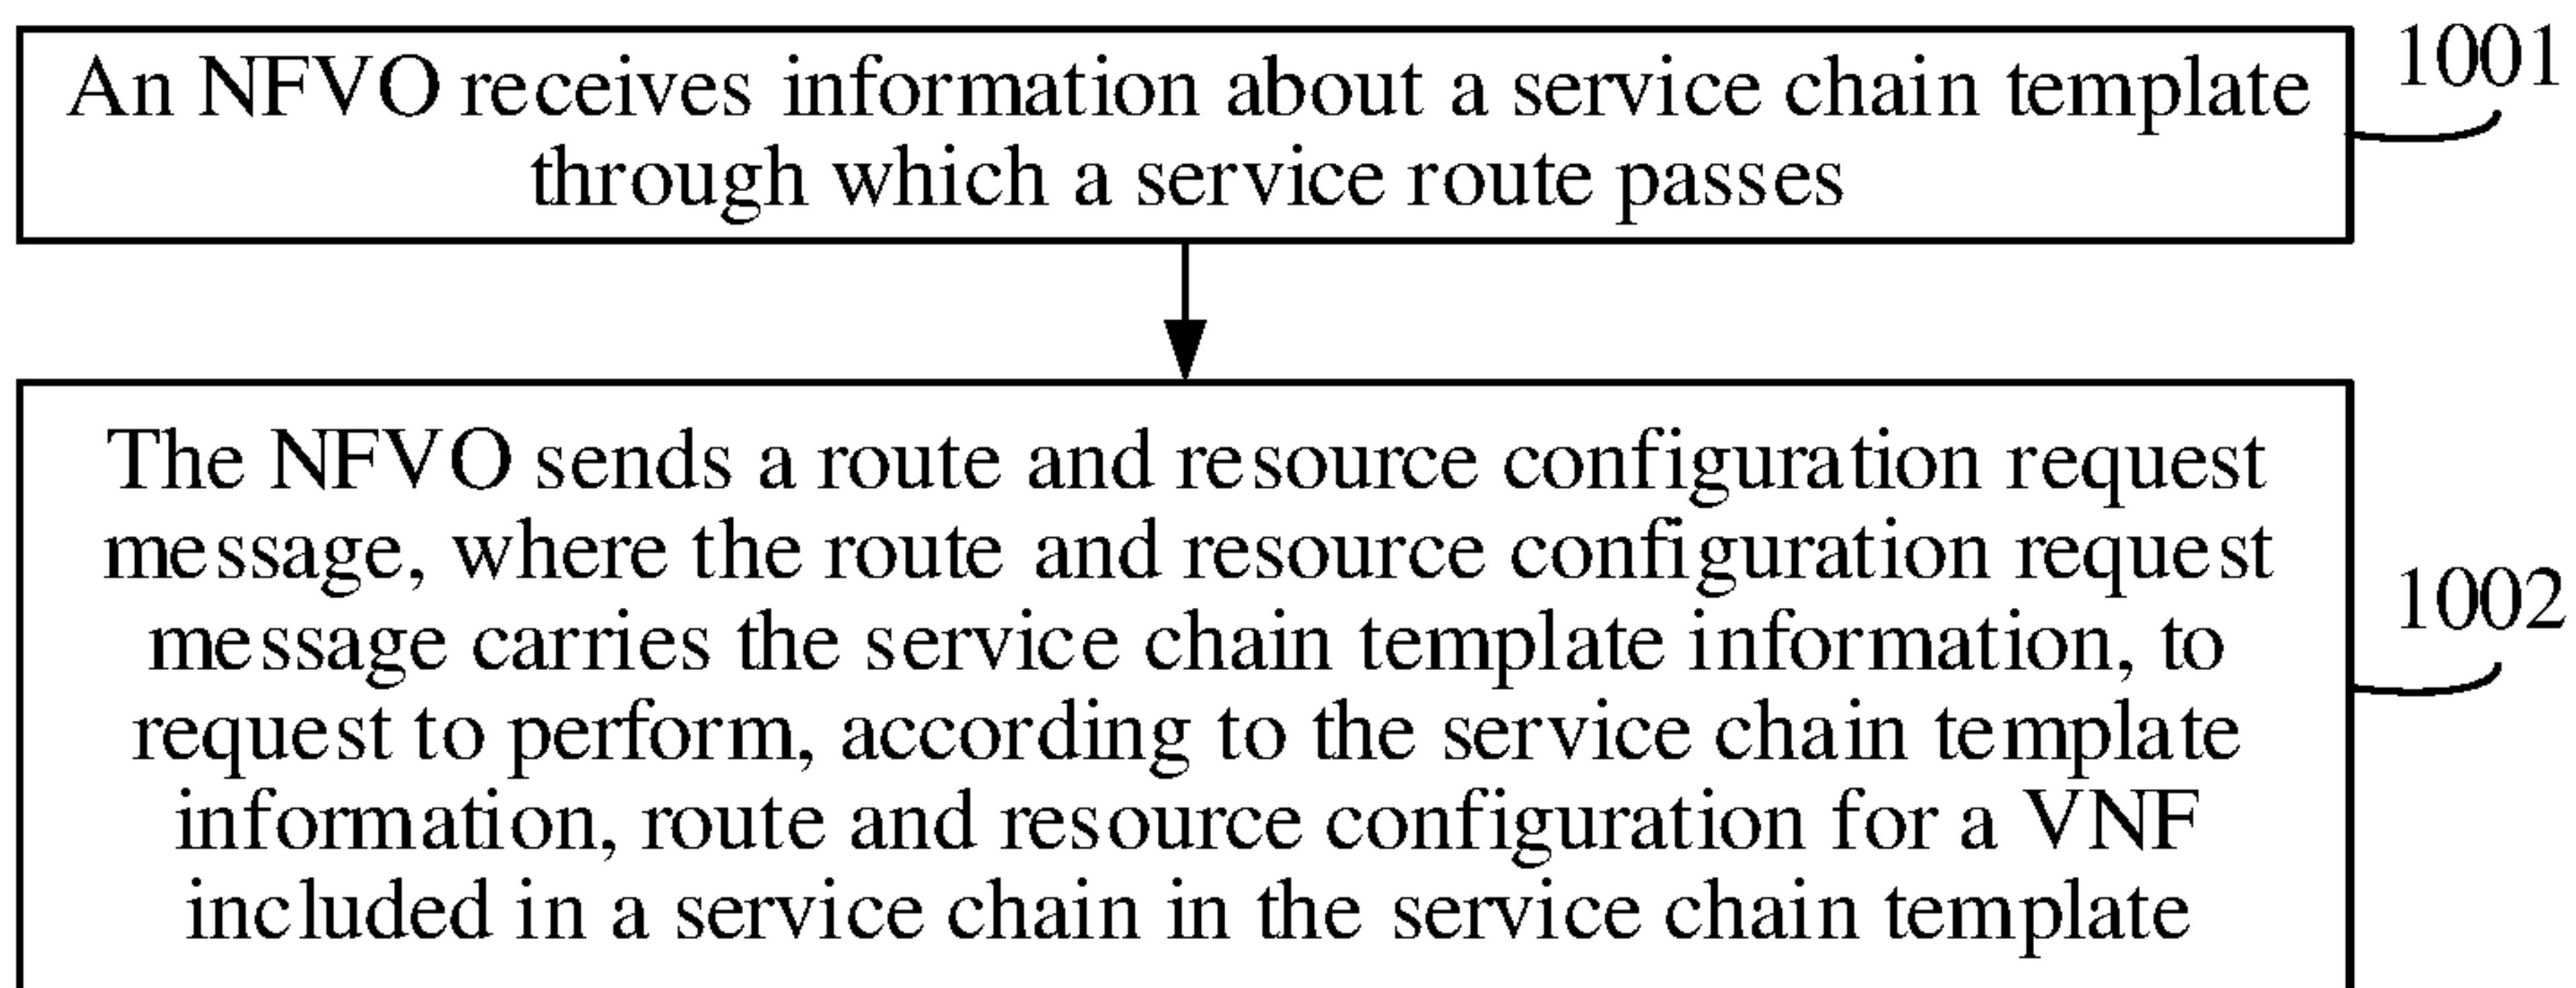 An NFVO receives information about a service chain template
through which a service route passes
1001
The NFVO sends a route and resource configuration request
message, where the route and resource configuration request
message carries the service chain template information, to
request to perform, according to the service chain template
information, route and resource configuration for a VNF
included in a service chain in the service chain template
1002